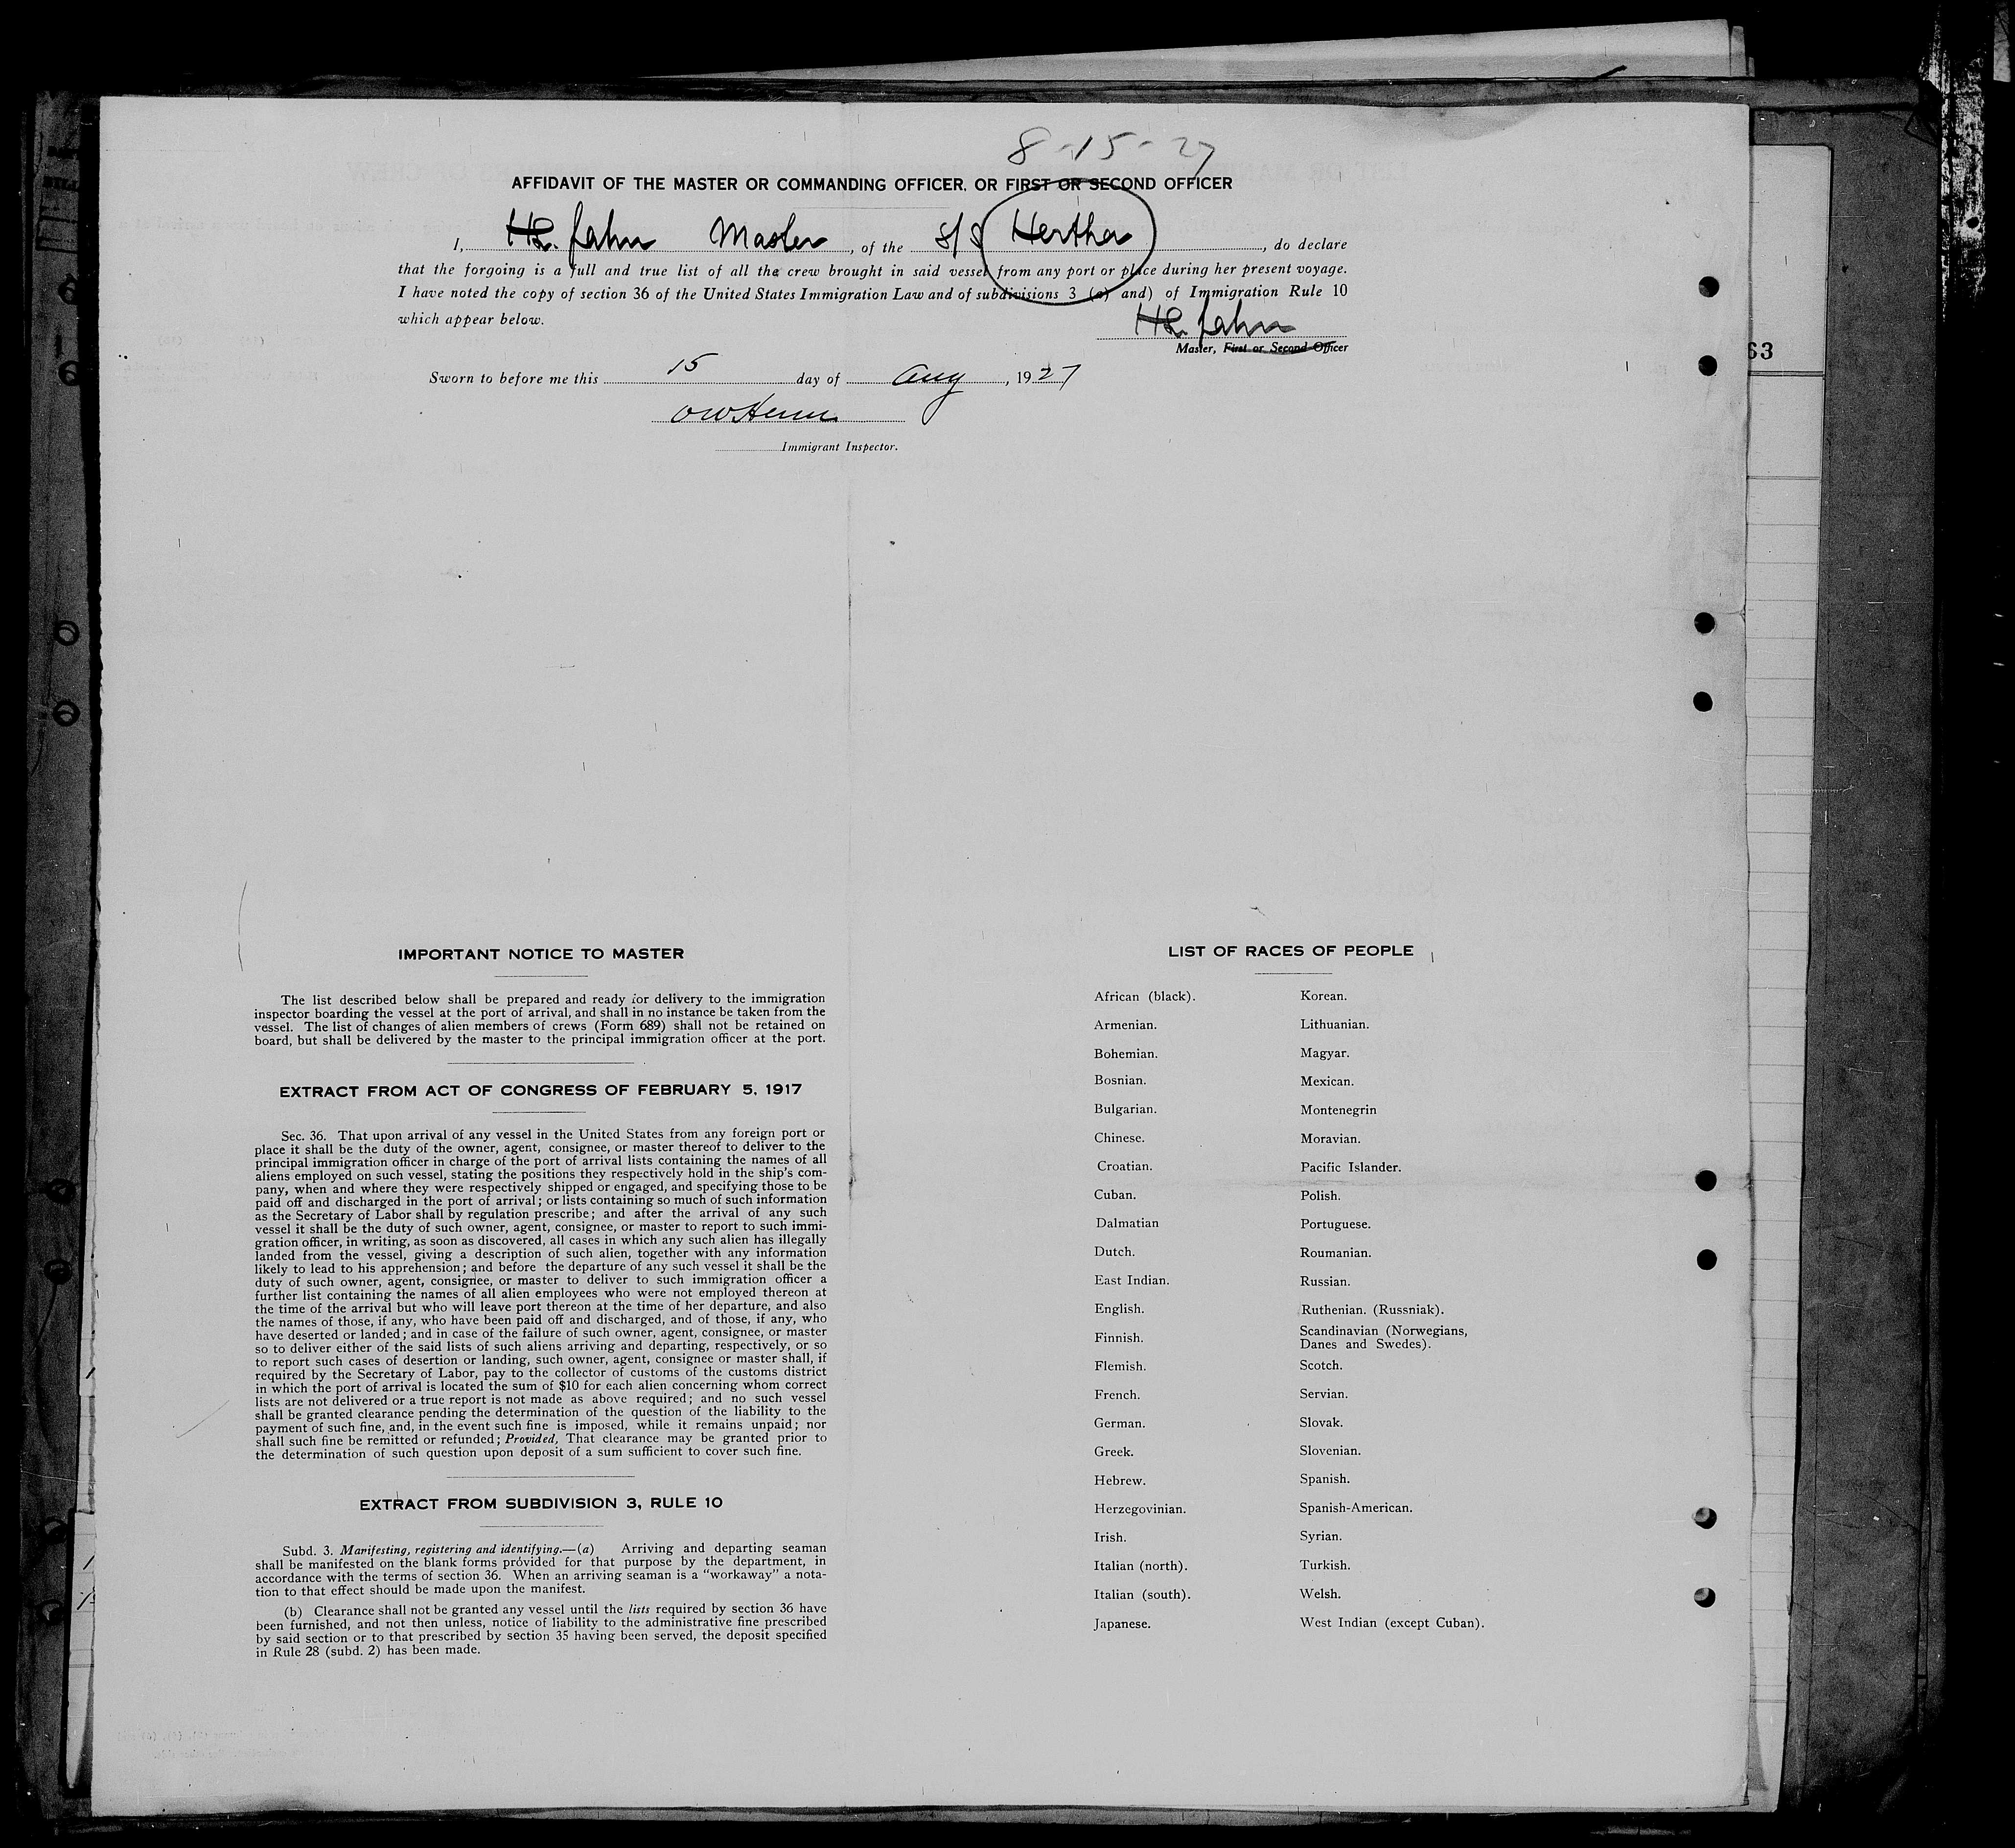 8-15-27
AFFIDAVIT OF THE MASTER OR COMMANDING OFFICER, OR FIRST OR SECOND OFFICER
I, Jahn Master, of the S/S Hertha, do declare
that the forgoing is a full and true list of all the crew brought in said vessel from any port or place during her present voyage.
I have noted the copy of section 36 of the United States Immigration Law and of subdivisions 3 (a) and) of Immigration Rule 10
which appear below.
Jahn
Master, First or Second Officer
Sworn to before me this 15 day of Aug, 1927
Immigrant Inspector.
63
IMPORTANT NOTICE TO MASTER
The list described below shall be prepared and ready for delivery to the immigration
inspector boarding the vessel at the port of arrival, and shall in no instance be taken from the
vessel. The list of changes of alien members of crews (Form 689) shall not be retained on
board, but shall be delivered by the master to the principal immigration officer at the port.
EXTRACT FROM ACT OF CONGRESS OF FEBRUARY 5, 1917
Sec. 36. That upon arrival of any vessel in the United States from any foreign port or
place it shall be the duty of the owner, agent, consignee, or master thereof to deliver to the
principal immigration officer in charge of the port of arrival lists containing the names of all
aliens employed on such vessel, stating the positions they respectively hold in the ship's com-
pany, when and where they were respectively shipped or engaged, and specifying those to be
paid off and discharged in the port of arrival; or lists containing so much of such information
as the Secretary of Labor shall by regulation prescribe; and after the arrival of any such
vessel it shall be the duty of such owner, agent, consignee, or master to report to such immi-
gration officer, in writing, as soon as discovered, all cases in which any such alien has illegally
landed from the vessel, giving a description of such alien, together with any information
likely to lead to his apprehension; and before the departure of any such vessel it shall be the
duty of such owner, agent, consignee, or master to deliver to such immigration officer a
further list containing the names of all alien employees who were not employed thereon at
the time of the arrival but who will leave port thereon at the time of her departure, and also
the names of those, if any, who have been paid off and discharged, and of those, if any, who
have deserted or landed; and in case of the failure of such owner, agent, consignee, or master
so to deliver either of the said lists of such aliens arriving and departing, respectively, or so
to report such cases of desertion or landing, such owner, agent, consignee or master shall, if
required by the Secretary of Labor, pay to the collector of customs of the customs district
in which the port of arrival is located the sum of $10 for each alien concerning whom correct
lists are not delivered or a true report is not made as above required; and no such vessel
shall be granted clearance pending the determination of the question of the liability to the
payment of such fine, and, in the event such fine is imposed, while it remains unpaid; nor
shall such fine be remitted or refunded; Provided, That clearance may be granted prior to
the determination of such question upon deposit of a sum sufficient to cover such fine.
EXTRACT FROM SUBDIVISION 3, RULE 10
Subd. 3. Manifesting, registering and identifying.—(a) Arriving and departing seaman
shall be manifested on the blank forms provided for that purpose by the department, in
accordance with the terms of section 36. When an arriving seaman is a "workaway" a nota-
tion to that effect should be made upon the manifest.
(b) Clearance shall not be granted any vessel until the lists required by section 36 have
been furnished, and not then unless, notice of liability to the administrative fine prescribed
by said section or to that prescribed by section 35 having been served, the deposit specified
in Rule 28 (subd. 2) has been made.
LIST OF RACES OF PEOPLE
African (black).
Armenian.
Bohemian.
Bosnian.
Bulgarian.
Chinese.
Croatian.
Cuban.
Dalmatian
Dutch.
East Indian.
English.
Finnish.
Flemish.
French.
German.
Greek.
Hebrew.
Herzegovinian.
Irish.
Italian (north).
Italian (south).
Japanese.
Korean.
Lithuanian.
Magyar.
Mexican.
Montenegrin
Moravian.
Pacific Islander.
Polish.
Portuguese.
Roumanian.
Russian.
Ruthenian. (Russniak).
Scandinavian (Norwegians,
Danes and Swedes).
Scotch.
Servian.
Slovak.
Slovenian.
Spanish.
Spanish-American.
Syrian.
Turkish.
Welsh.
West Indian (except Cuban).